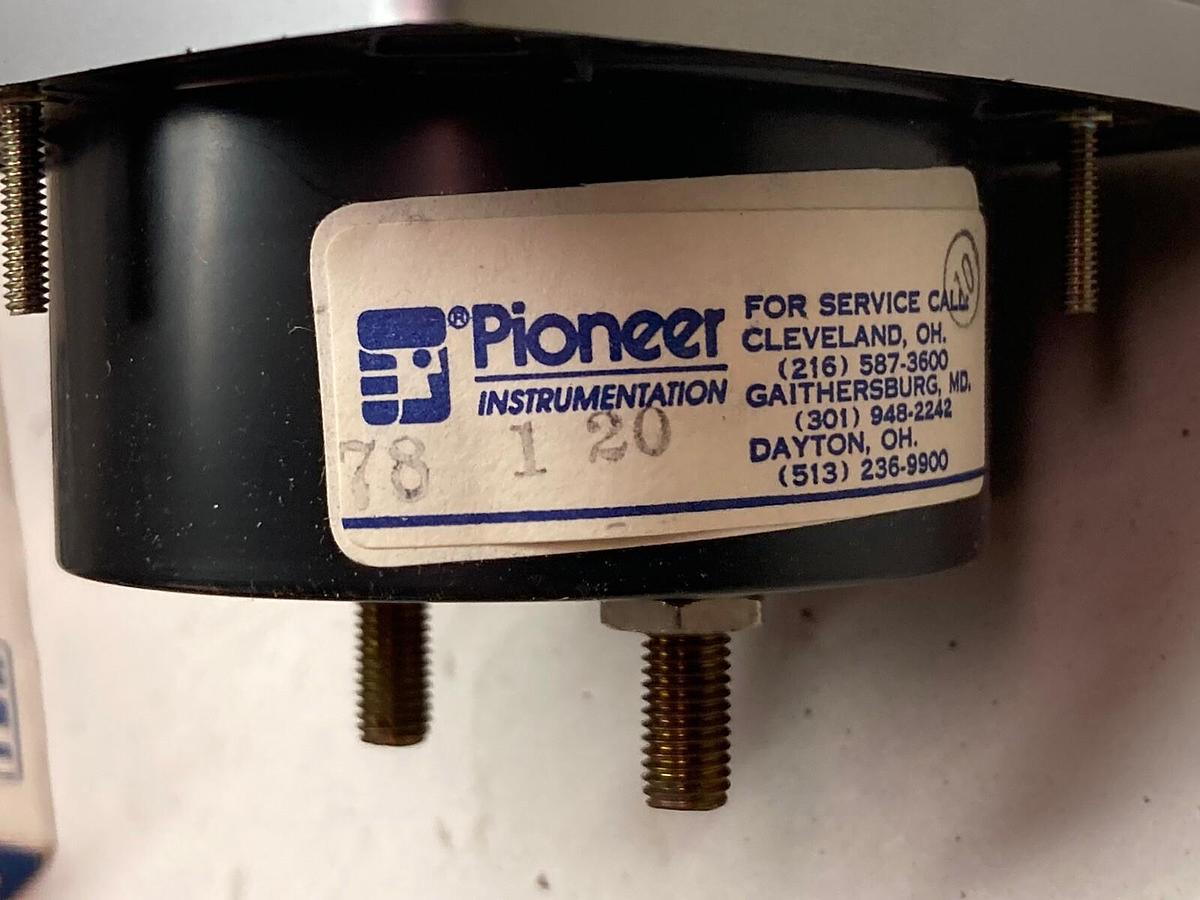 ® Pioneer
INSTRUMENTATION
78 1 20
FOR SERVICE CALL
CLEVELAND, OH.
(216) 587-3600
GAITHERSBURG, MD.
(301) 948-2242
DAYTON, OH.
(513) 236-9900
10